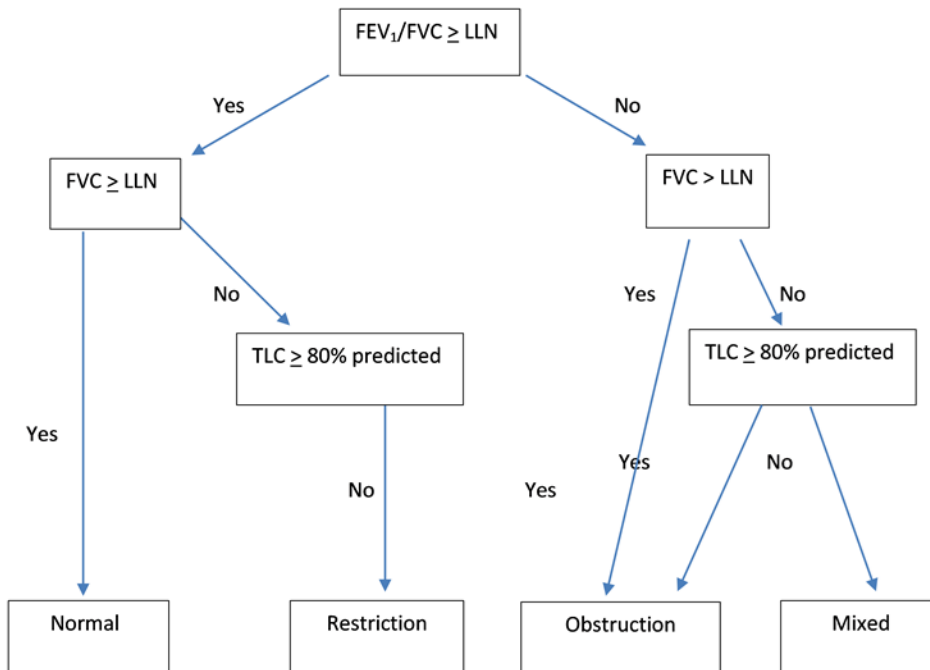 FEV₁/FVC ≥ LLN
Yes
No
FVC ≥ LLN
FVC > LLN
No
Yes
No
TLC ≥ 80% predicted
TLC ≥ 80% predicted
Yes
Yes
No
No
Yes
Normal
Restriction
Obstruction
Mixed